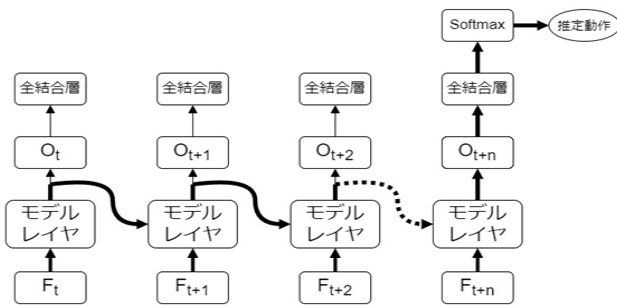 Softmax
推定動作
全結合層
全結合層
全結合層
全結合層
Ot
Ot+1
Ot+2
Ot+n
モデル
レイヤ
モデル
レイヤ
モデル
レイヤ
モデル
レイヤ
Ft
Ft+1
Ft+2
Ft+n